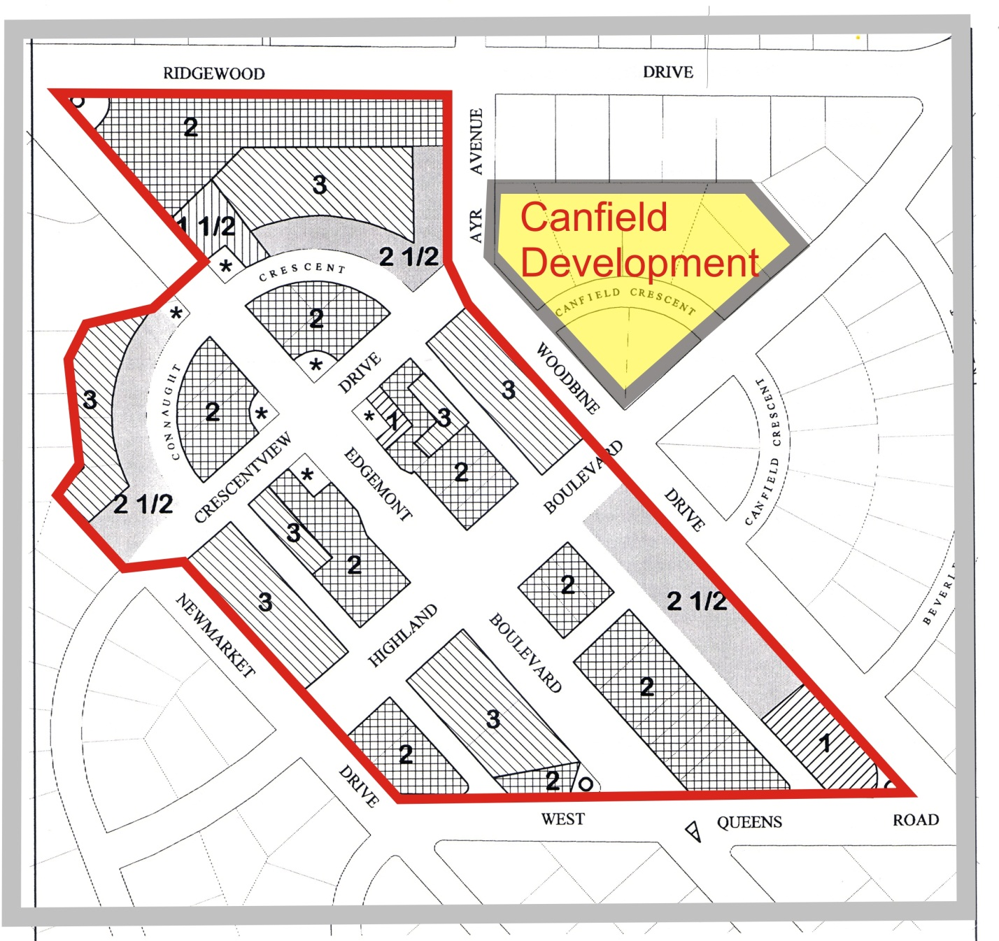 RIDGEWOOD DRIVE
AYR AVENUE
2
3
1 1/2
2 1/2
*
CRESCENT
Canfield
Development
CANFIELD CRESCENT
*
2
*
DRIVE
WOODBINE
3
3
CONNAUGHT
2
*
*
1
3
2
CANFIELD CRESCENT
CRESCENTVIEW
EDGEMONT
BOULEVARD
DRIVE
2 1/2
*
3
2
3
2
2 1/2
BEVERL
NEWMARKET
HIGHLAND
BOULEVARD
2
3
2
2
1
DRIVE
WEST QUEENS ROAD